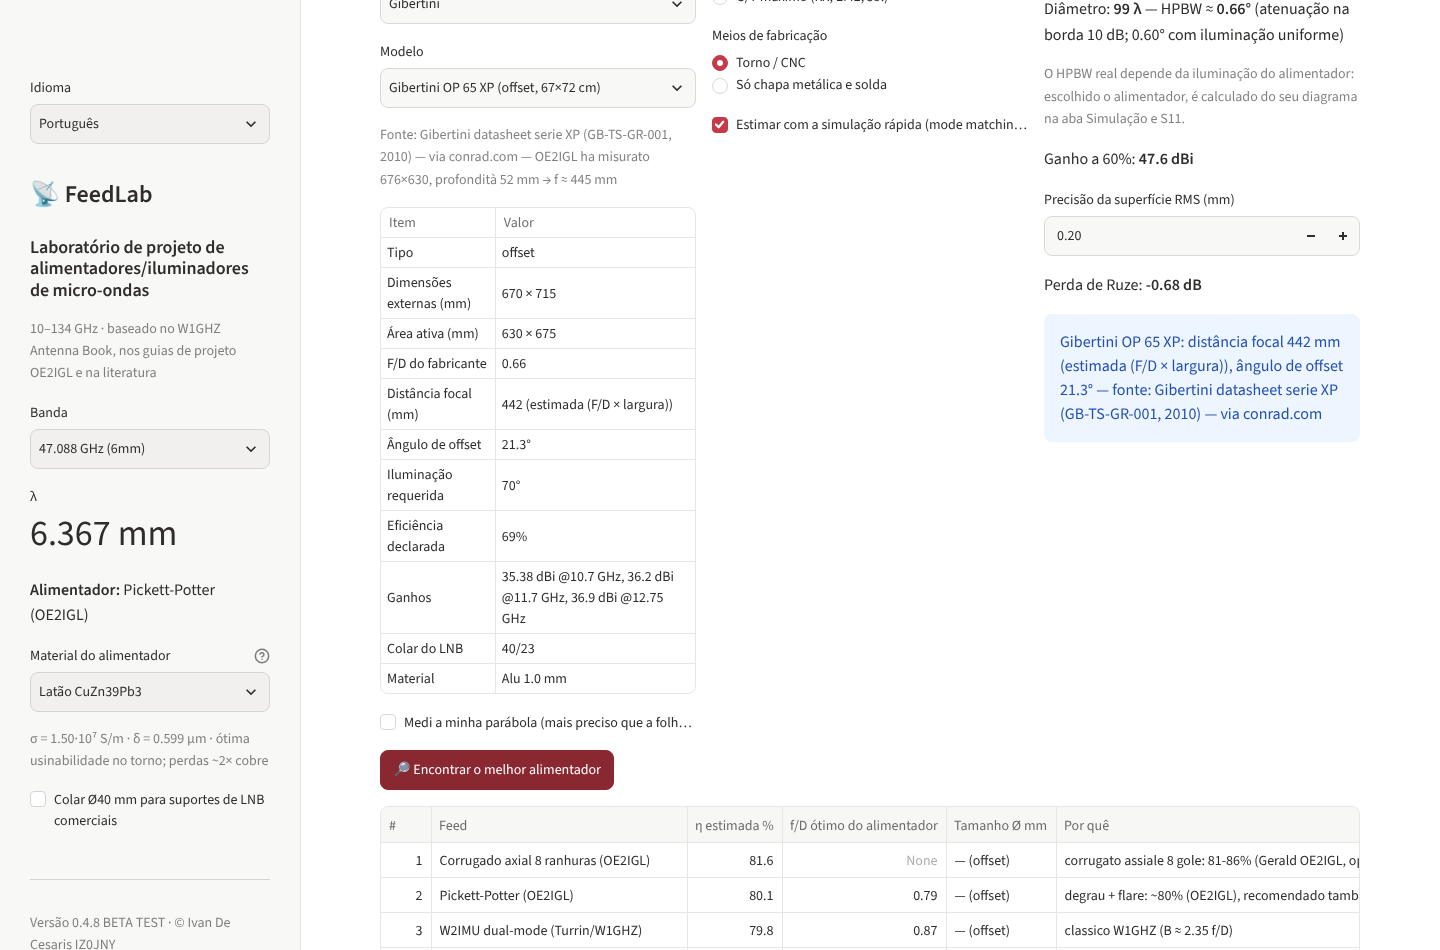 Idioma
Português
📡 FeedLab
Laboratório de projeto de
alimentadores/iluminadores
de micro-ondas
10–134 GHz · baseado no W1GHZ
Antenna Book, nos guias de projeto
OE2IGL e na literatura
Banda
47.088 GHz (6mm)
λ
6.367 mm
Alimentador: Pickett-Potter
(OE2IGL)
Material do alimentador
Latão CuZn39Pb3
σ = 1.50·10⁷ S/m · δ = 0.599 µm · ótima
usinabilidade no torno; perdas ~2× cobre
Colar Ø40 mm para suportes de LNB
comerciais
Versão 0.4.8 BETA TEST · © Ivan De
Cesaris IZ0JNY
Gibertini
Modelo
Gibertini OP 65 XP (offset, 67×72 cm)
Fonte: Gibertini datasheet serie XP (GB-TS-GR-001,
2010) — via conrad.com — OE2IGL ha misurato
676×630, profondità 52 mm → f ≈ 445 mm
Item Valor
Tipo offset
Dimensões
externas (mm) 670 × 715
Área ativa (mm) 630 × 675
F/D do fabricante 0.66
Distância focal
(mm) 442 (estimada (F/D × largura))
Ângulo de offset 21.3°
Iluminação
requerida 70°
Eficiência
declarada 69%
Ganhos 35.38 dBi @10.7 GHz, 36.2 dBi
@11.7 GHz, 36.9 dBi @12.75
GHz
Colar do LNB 40/23
Material Alu 1.0 mm
Medi a minha parábola (mais preciso que a folh…
🔎 Encontrar o melhor alimentador
Meios de fabricação
Torno / CNC
Só chapa metálica e solda
Estimar com a simulação rápida (mode matchin…
Diâmetro: 99 λ — HPBW ≈ 0.66° (atenuação na
borda 10 dB; 0.60° com iluminação uniforme)
O HPBW real depende da iluminação do alimentador:
escolhido o alimentador, é calculado do seu diagrama
na aba Simulação e S11.
Ganho a 60%: 47.6 dBi
Precisão da superfície RMS (mm)
0.20
Perda de Ruze: -0.68 dB
Gibertini OP 65 XP: distância focal 442 mm
(estimada (F/D × largura)), ângulo de offset
21.3° — fonte: Gibertini datasheet serie XP
(GB-TS-GR-001, 2010) — via conrad.com
# Feed η estimada % f/D ótimo do alimentador Tamanho Ø mm Por quê
1 Corrugado axial 8 ranhuras (OE2IGL) 81.6 None — (offset) corrugato assiale 8 gole: 81-86% (Gerald OE2IGL,
2 Pickett-Potter (OE2IGL) 80.1 0.79 — (offset) degrau + flare: ~80% (OE2IGL), recomendado tamb
3 W2IMU dual-mode (Turrin/W1GHZ) 79.8 0.87 — (offset) classico W1GHZ (B ≈ 2.35 f/D)